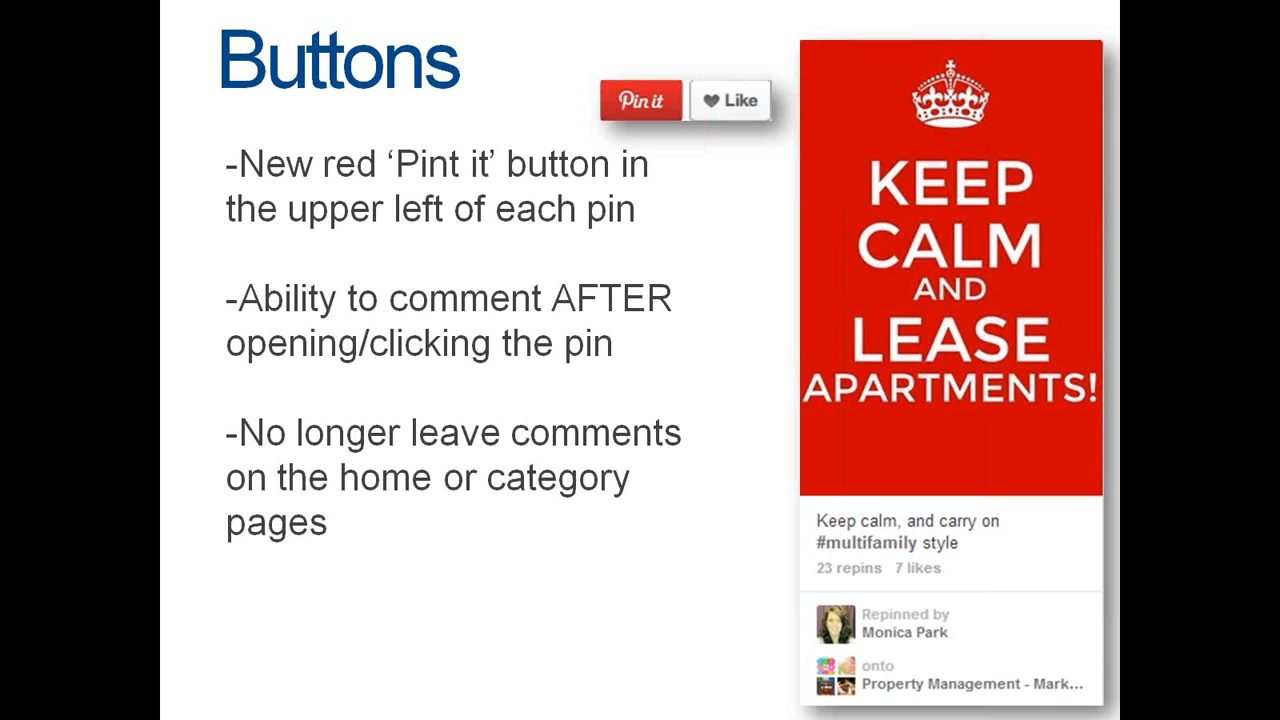 Buttons
Pin it
Like
-New red ‘Pint it’ button in
the upper left of each pin
-Ability to comment AFTER
opening/clicking the pin
-No longer leave comments
on the home or category
pages
KEEP
CALM
AND
LEASE
APARTMENTS!
Keep calm, and carry on
#multifamily style
23 repins 7 likes
Repinned by
Monica Park
onto
Property Management - Mark...